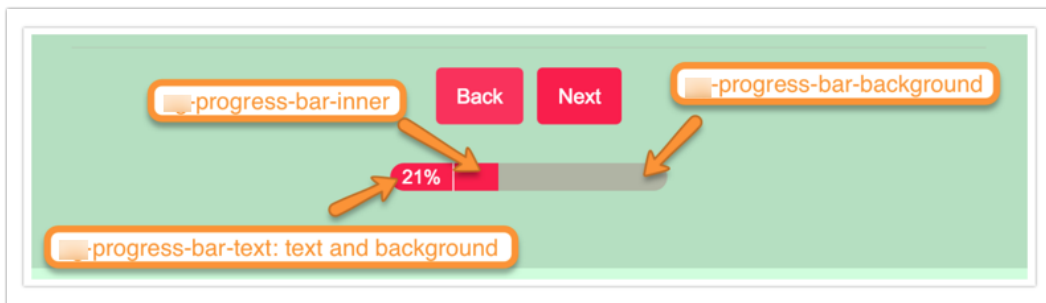 -progress-bar-inner
Back
Next
-progress-bar-background
21%
-progress-bar-text: text and background